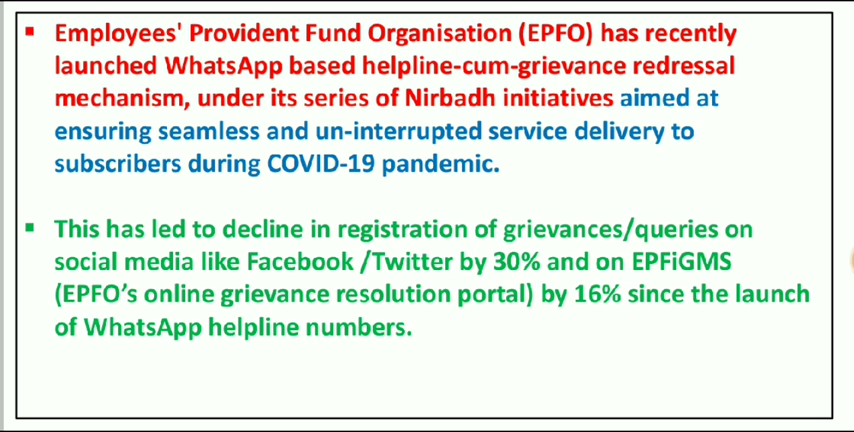 ▪ Employees' Provident Fund Organisation (EPFO) has recently
launched WhatsApp based helpline-cum-grievance redressal
mechanism, under its series of Nirbadh initiatives aimed at
ensuring seamless and un-interrupted service delivery to
subscribers during COVID-19 pandemic.
▪ This has led to decline in registration of grievances/queries on
social media like Facebook /Twitter by 30% and on EPFiGMS
(EPFO’s online grievance resolution portal) by 16% since the launch
of WhatsApp helpline numbers.